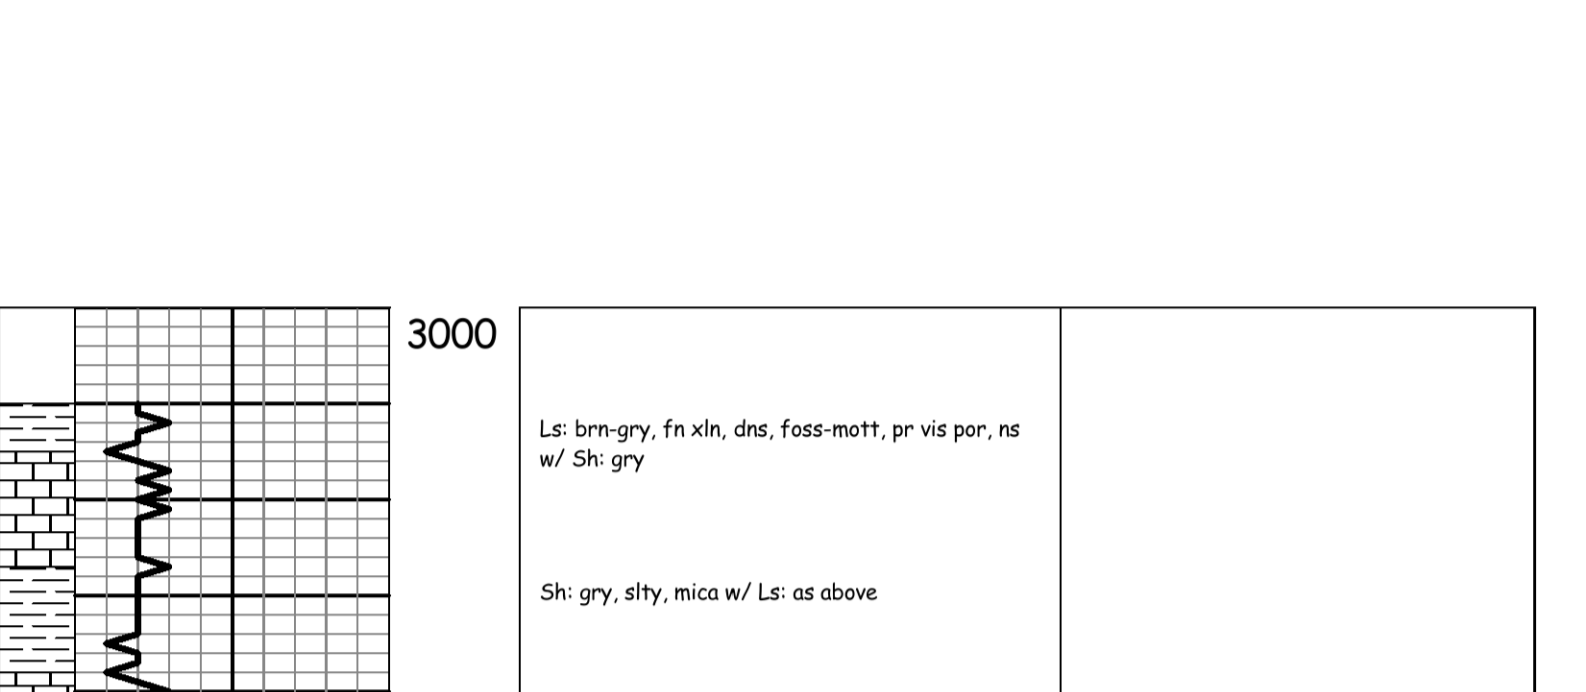 3000
Ls: brn-gry, fn xln, dns, foss-mott, pr vis por, ns
w/ Sh: gry
Sh: gry, slty, mica w/ Ls: as above